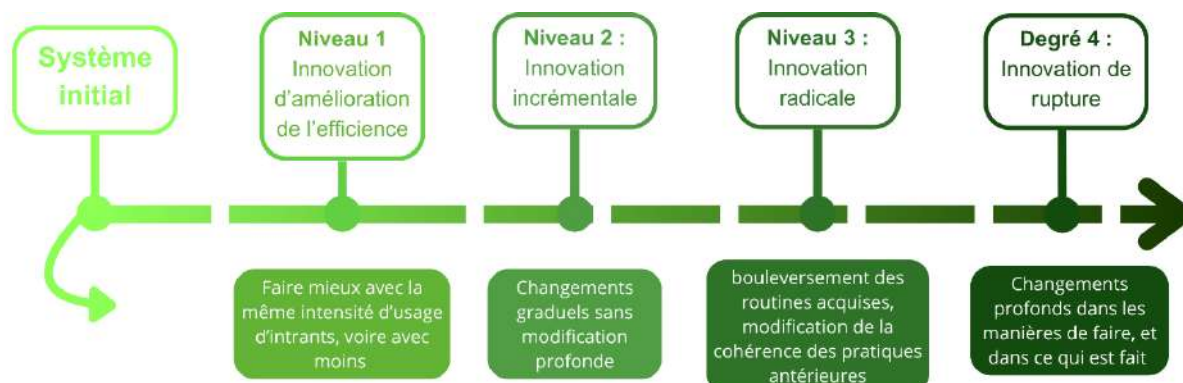 Système
initial
Niveau 1
Innovation
d'amélioration
de l'efficience
Niveau 2 :
Innovation
incrémentale
Niveau 3 :
Innovation
radicale
Degré 4 :
Innovation de
rupture
Faire mieux avec la
même intensité d'usage
d'intrants, voire avec
moins
Changements
graduels sans
modification
profonde
bouleversement des
routines acquises,
modification de la
cohérence des pratiques
antérieures
Changements
profonds dans les
manières de faire, et
dans ce qui est fait